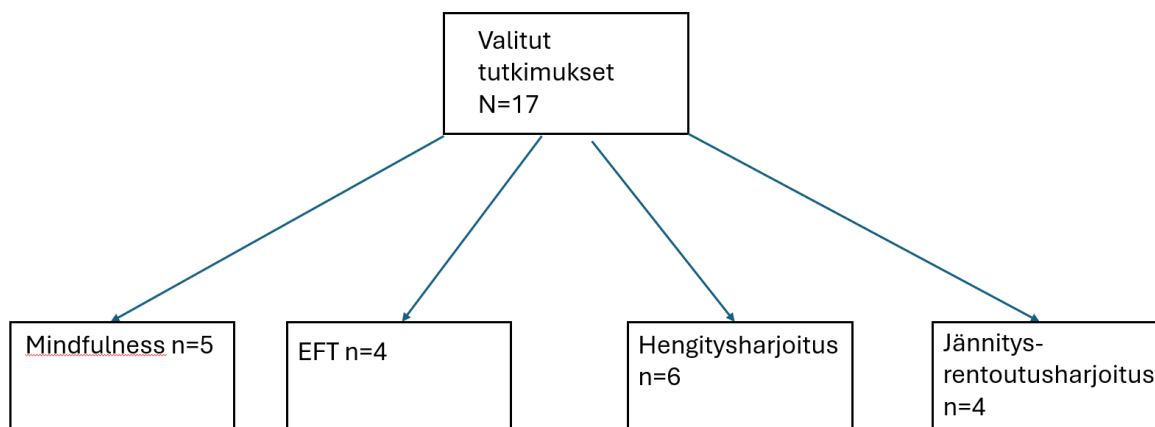 Valitut
tutkimukset
N=17
Mindfulness n=5
EFT n=4
Hengitysharjoitus
n=6
Jännitys-
rentoutusharjoitus
n=4